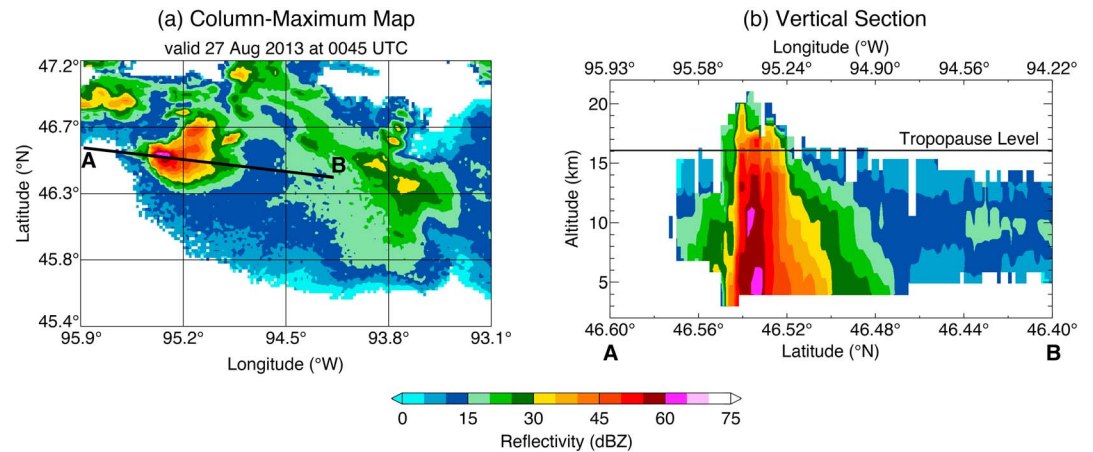 (a) Column-Maximum Map
valid 27 Aug 2013 at 0045 UTC
47.2°
46.7°
46.3°
45.8°
45.4°
Latitude (°N)
A
B
95.9°
95.2°
94.5°
93.8°
93.1°
Longitude (°W)
(b) Vertical Section
Longitude (°W)
95.93°
95.58°
95.24°
94.90°
94.56°
94.22°
Tropopause Level
20
15
10
5
Altitude (km)
46.60°
46.56°
46.52°
46.48°
46.44°
46.40°
A
Latitude (°N)
B
0
15
30
45
60
75
Reflectivity (dBZ)